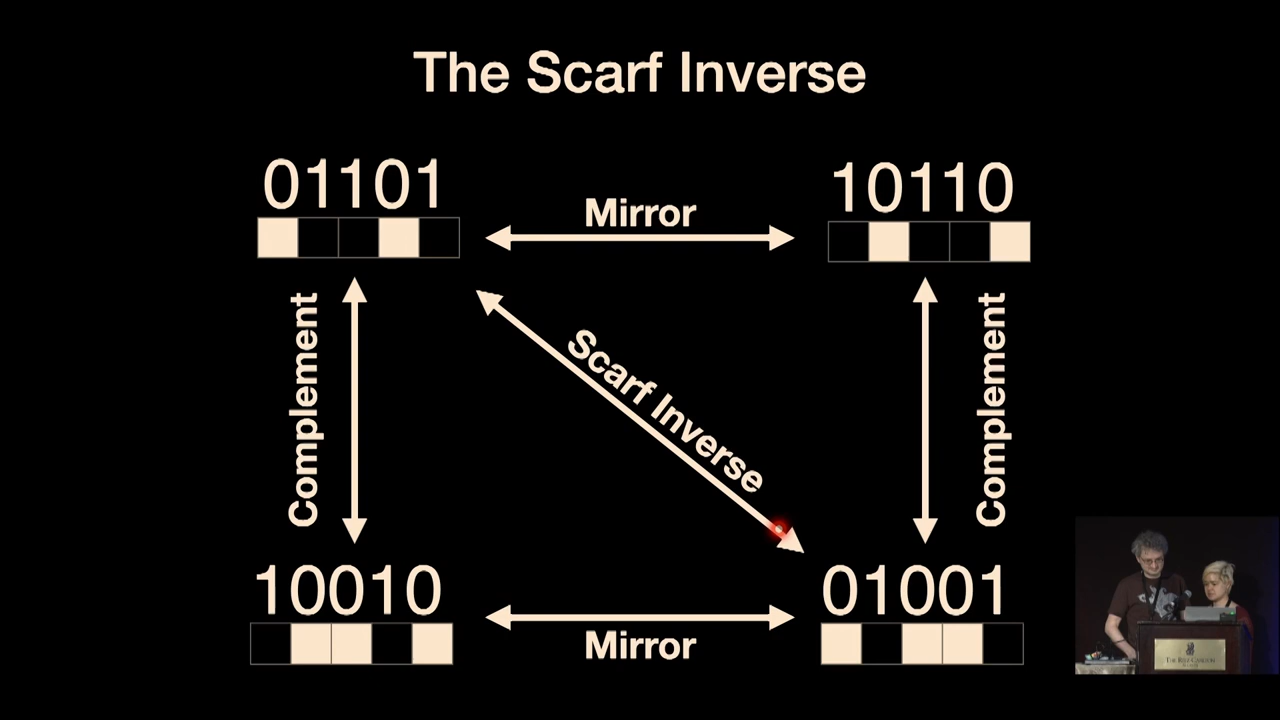 The Scarf Inverse
01101
10110
Mirror
Complement
Scarf Inverse
Complement
10010
01001
Mirror